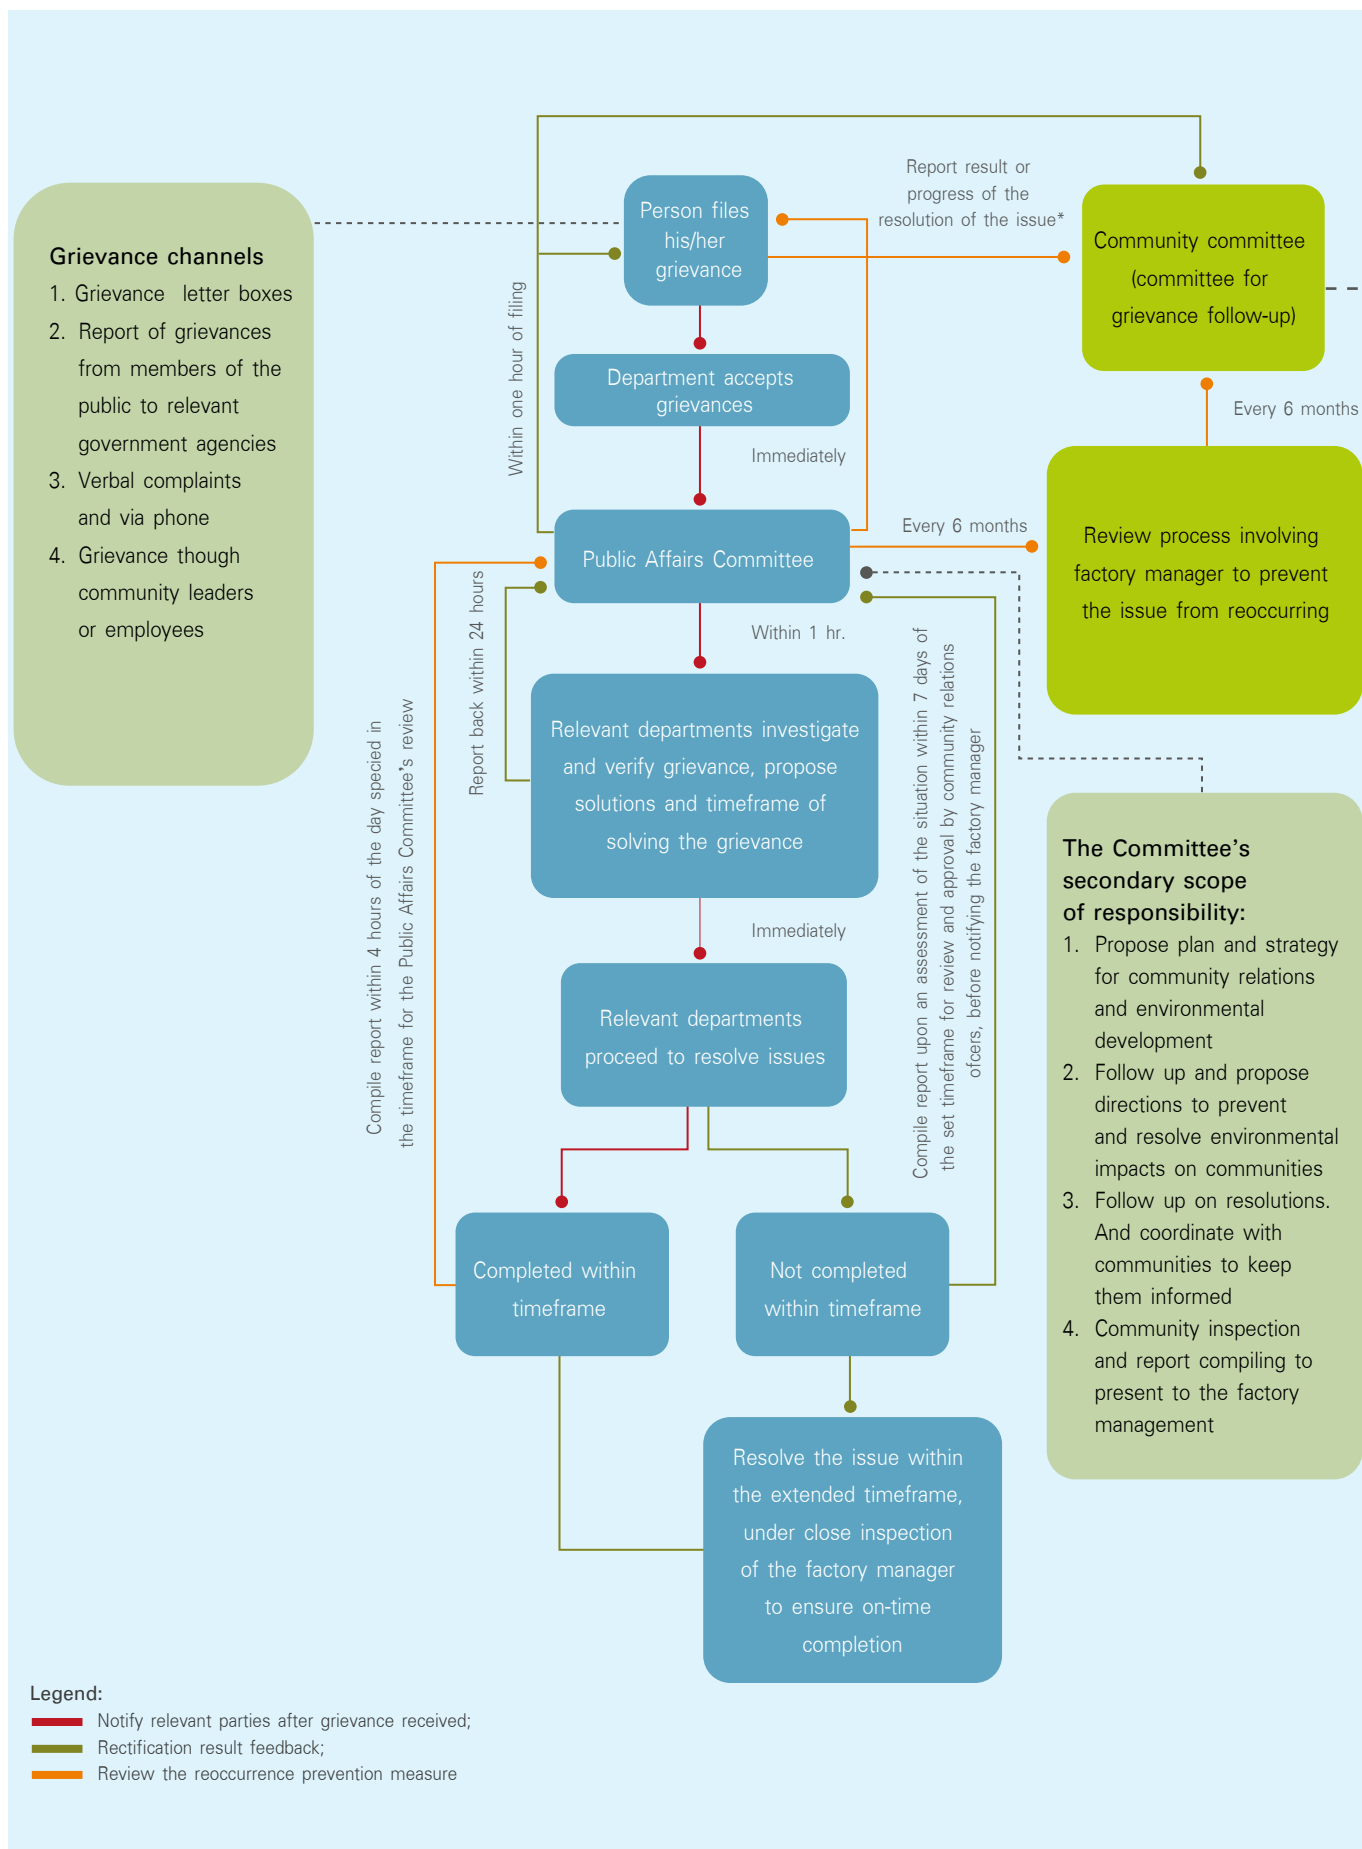 Grievance channels
1. Grievance letter boxes
2. Report of grievances
from members of the
public to relevant
government agencies
3. Verbal complaints
and via phone
4. Grievance though
community leaders
or employees
Person files
his/her
grievance
Report result or
progress of the
resolution of the issue*
Community committee
(committee for
grievance follow-up)
Within one hour of filing
Department accepts
grievances
Immediately
Every 6 months
Public Affairs Committee
Every 6 months
Review process involving
factory manager to prevent
the issue from reoccurring
Within 1 hr.
Report back within 24 hours
Relevant departments investigate
and verify grievance, propose
solutions and timeframe of
solving the grievance
Compile report within 4 hours of the day specied in
the timeframe for the Public Affairs Committee's review
Compile report upon an assessment of the situation within 7 days of
the set timeframe for review and approval by community relations
ofcers, before notifying the factory manager
Immediately
Relevant departments
proceed to resolve issues
Completed within
timeframe
Not completed
within timeframe
Resolve the issue within
the extended timeframe,
under close inspection
of the factory manager
to ensure on-time
completion
The Committee's
secondary scope
of responsibility:
1. Propose plan and strategy
for community relations
and environmental
development
2. Follow up and propose
directions to prevent
and resolve environmental
impacts on communities
3. Follow up on resolutions.
And coordinate with
communities to keep
them informed
4. Community inspection
and report compiling to
present to the factory
management
Legend:
Notify relevant parties after grievance received;
Rectification result feedback;
Review the reoccurrence prevention measure